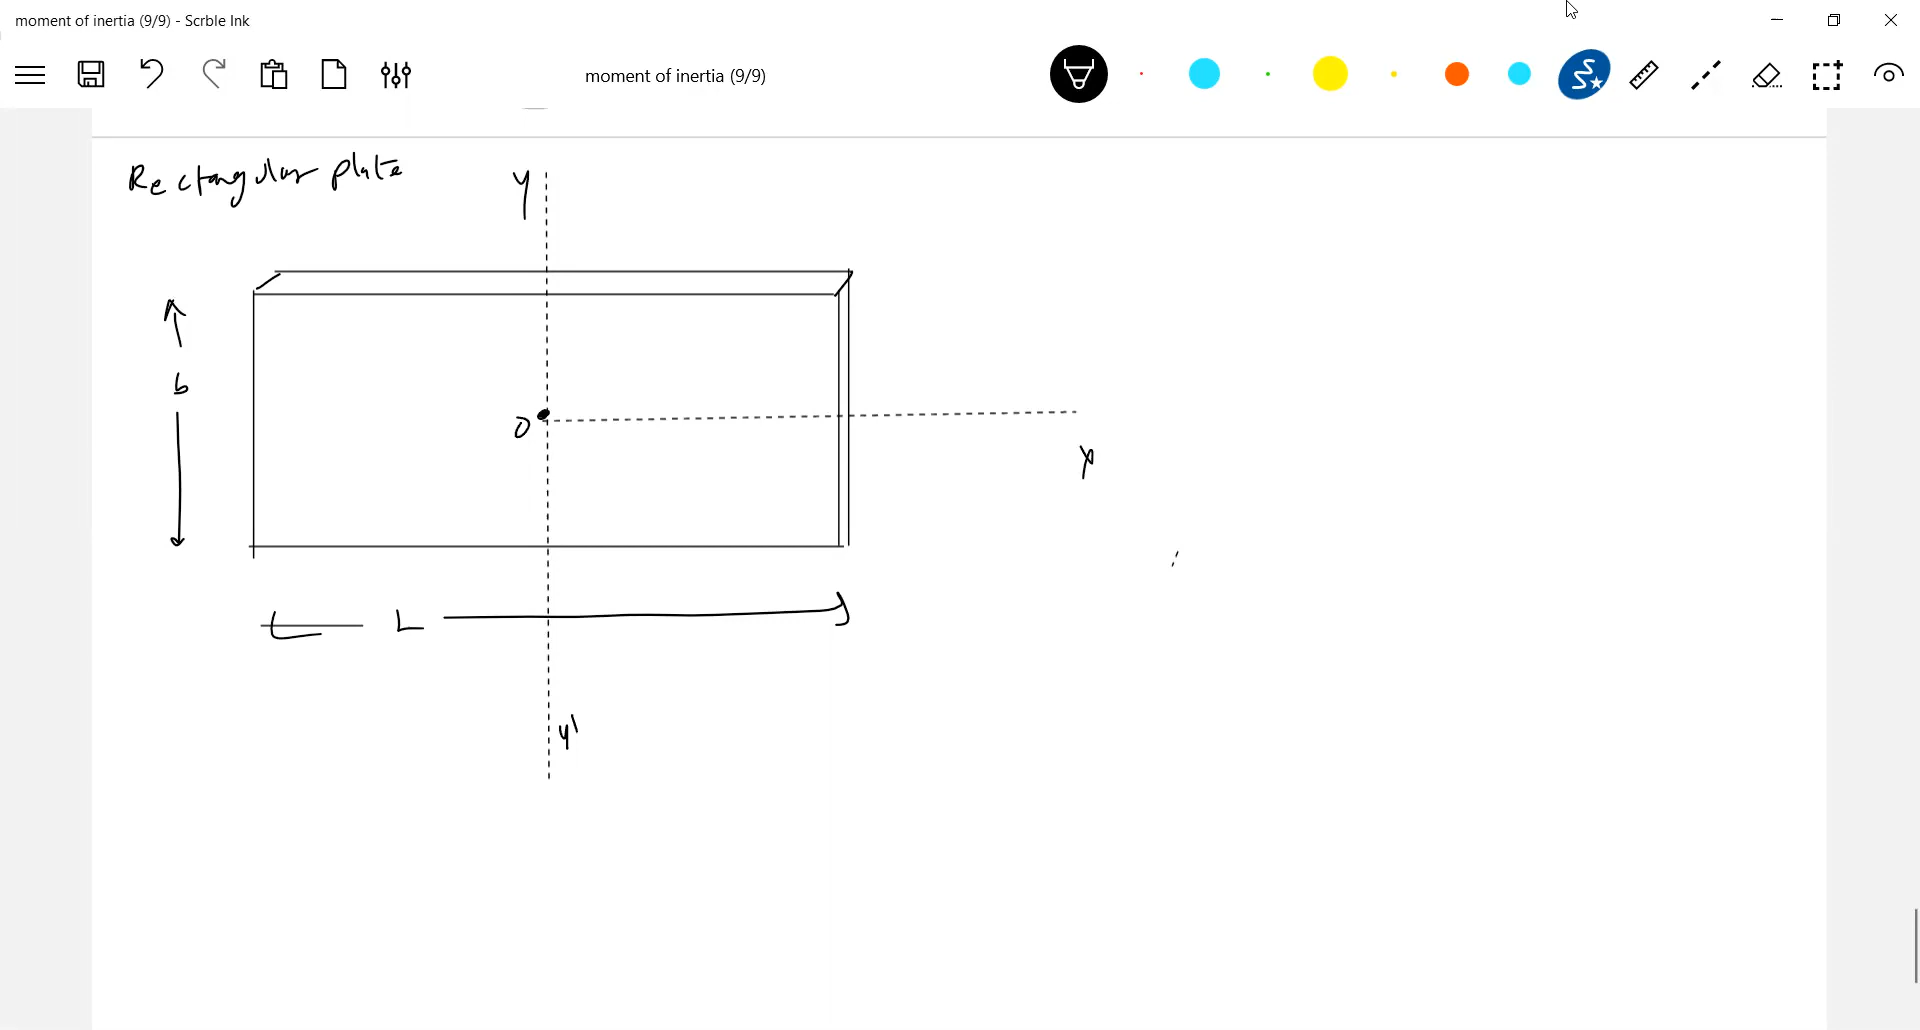 moment of inertia (9/9) - Scrble Ink
moment of inertia (9/9)
Rectangular plate
y
b
O
x
L
y'